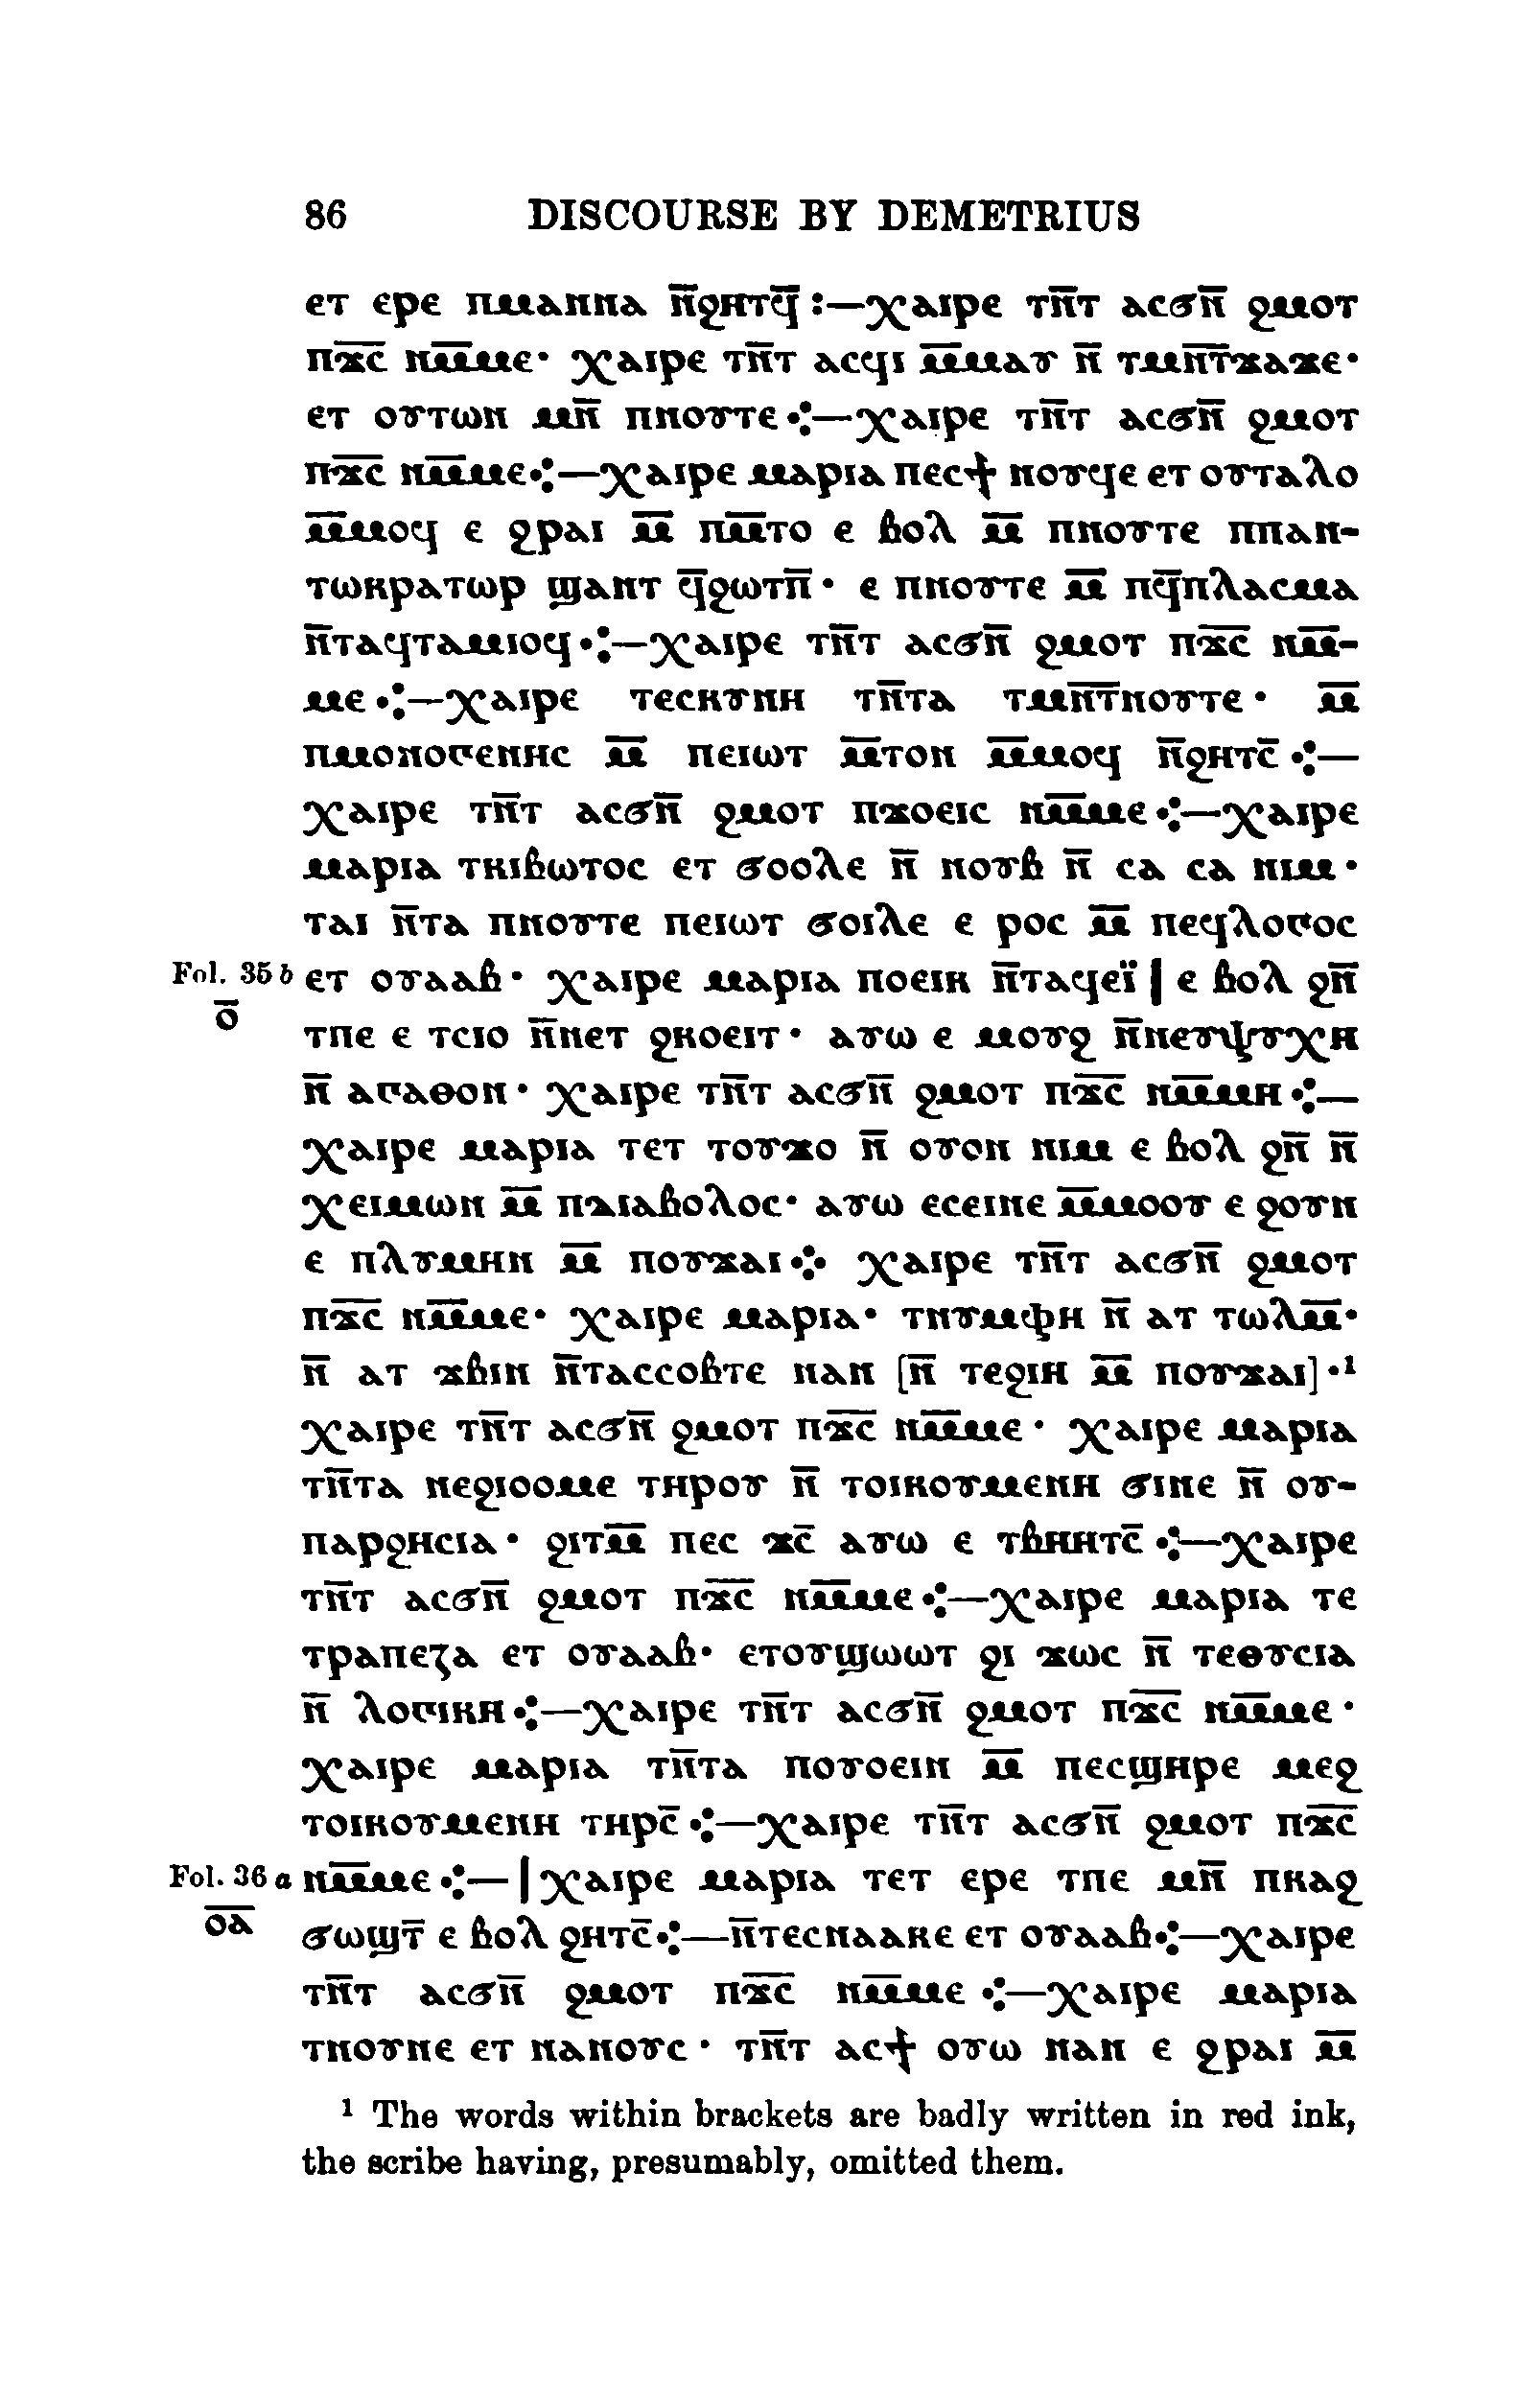 86 DISCOURSE BY DEMETRIUS
ⲉⲧ ⲉⲣⲉ ⲡⲙⲁⲛⲛⲁ ⲛ̅ϩⲏⲧϥ̅ :—ⲭⲁⲓⲣⲉ ⲧⲛ̅ⲧ ⲁⲥϭⲛ̅ ϩⲙⲟⲧ
ⲡϫ̅ⲥ̅ ⲛⲙ̅ⲙⲉ· ⲭⲁⲓⲣⲉ ⲧⲛ̅ⲧ ⲁⲥϥⲓ ⲙ̅ⲙⲁⲩ ⲛ̅ ⲧⲙⲛ̅ⲧϫⲁϫⲉ·
ⲉⲧ ⲟⲩⲧⲱⲛ ⲙⲛ̅ ⲡⲛⲟⲩⲧⲉ⁘—ⲭⲁⲓⲣⲉ ⲧⲛ̅ⲧ ⲁⲥϭⲛ̅ ϩⲙⲟⲧ
ⲡϫ̅ⲥ̅ ⲛⲙ̅ⲙⲉ⁘—ⲭⲁⲓⲣⲉ ⲙⲁⲣⲓⲁ ⲡⲉⲥϯ ⲛⲟⲩϥⲉ ⲉⲧ ⲟⲩⲧⲁⲗⲟ
ⲙ̅ⲙⲟϥ ⲉ ϩⲣⲁⲓ ⲙ̅ ⲡⲙ̅ⲧⲟ ⲉ ⲃⲟⲗ ⲙ̅ ⲡⲛⲟⲩⲧⲉ ⲡⲡⲁⲛ-
ⲧⲱⲕⲣⲁⲧⲱⲣ ϣⲁⲛⲧ ϥ̅ϩⲱⲧⲡ̅· ⲉ ⲡⲛⲟⲩⲧⲉ ⲙ̅ ⲡϥ̅ⲡⲗⲁⲥⲙⲁ
ⲛ̅ⲧⲁϥⲧⲁⲙⲓⲟϥ⁘—ⲭⲁⲓⲣⲉ ⲧⲛ̅ⲧ ⲁⲥϭⲛ̅ ϩⲙⲟⲧ ⲡϫ̅ⲥ̅ ⲛⲙ̅-
ⲙⲉ⁘—ⲭⲁⲓⲣⲉ ⲧⲉⲥⲕⲩⲛⲏ ⲧⲛ̅ⲧⲁ ⲧⲙⲛ̅ⲧⲛⲟⲩⲧⲉ· ⲙ̅
ⲡⲙⲟⲛⲟⲅⲉⲛⲏⲥ ⲙ̅ ⲡⲉⲓⲱⲧ ⲙ̅ⲧⲟⲛ ⲙ̅ⲙⲟϥ ⲛ̅ϩⲏⲧⲥ̅⁘—
ⲭⲁⲓⲣⲉ ⲧⲛ̅ⲧ ⲁⲥϭⲛ̅ ϩⲙⲟⲧ ⲡϫⲟⲉⲓⲥ ⲛⲙ̅ⲙⲉ⁘—ⲭⲁⲓⲣⲉ
ⲙⲁⲣⲓⲁ ⲧⲕⲓⲃⲱⲧⲟⲥ ⲉⲧ ϭⲟⲟⲗⲉ ⲛ̅ ⲛⲟⲩⲃ ⲛ̅ ⲥⲁ ⲥⲁ ⲛⲓⲙ·
ⲧⲁⲓ ⲛ̅ⲧⲁ ⲡⲛⲟⲩⲧⲉ ⲡⲉⲓⲱⲧ ϭⲟⲓⲗⲉ ⲉ ⲣⲟⲥ ⲙ̅ ⲡⲉϥⲗⲟⲅⲟⲥ
Fol. 35 b ⲉⲧ ⲟⲩⲁⲁⲃ· ⲭⲁⲓⲣⲉ ⲙⲁⲣⲓⲁ ⲡⲟⲉⲓⲕ ⲛ̅ⲧⲁϥⲉⲓ̈ | ⲉ ⲃⲟⲗ ϩⲛ̅
ⲟ̅ ⲧⲡⲉ ⲉ ⲧⲥⲓⲟ ⲛ̅ⲛⲉⲧ ϩⲕⲟⲉⲓⲧ· ⲁⲩⲱ ⲉ ⲙⲟⲩϩ ⲛ̅ⲛⲉⲩⲯⲩⲭⲏ
ⲛ̅ ⲁⲅⲁⲑⲟⲛ· ⲭⲁⲓⲣⲉ ⲧⲛ̅ⲧ ⲁⲥϭⲛ̅ ϩⲙⲟⲧ ⲡϫ̅ⲥ̅ ⲛⲙ̅ⲙⲏ⁘—
ⲭⲁⲓⲣⲉ ⲙⲁⲣⲓⲁ ⲧⲉⲧ ⲧⲟⲩϫⲟ ⲛ̅ ⲟⲩⲟⲛ ⲛⲓⲙ ⲉ ⲃⲟⲗ ϩⲛ̅ ⲛ̅
ⲭⲉⲓⲙⲱⲛ ⲙ̅ ⲡⲇⲓⲁⲃⲟⲗⲟⲥ· ⲁⲩⲱ ⲉⲥⲉⲓⲛⲉ ⲙ̅ⲙⲟⲟⲩ ⲉ ϩⲟⲩⲛ
ⲉ ⲡⲗⲩⲙⲏⲛ ⲙ̅ ⲡⲟⲩϫⲁⲓ⁘ ⲭⲁⲓⲣⲉ ⲧⲛ̅ⲧ ⲁⲥϭⲛ̅ ϩⲙⲟⲧ
ⲡϫ̅ⲥ̅ ⲛⲙ̅ⲙⲉ· ⲭⲁⲓⲣⲉ ⲙⲁⲣⲓⲁ· ⲧⲛⲩⲙⲫⲏ ⲛ̅ ⲁⲧ ⲧⲱⲗⲙ̅·
ⲛ̅ ⲁⲧ ϫⲃⲓⲛ ⲛ̅ⲧⲁⲥⲥⲟⲃⲧⲉ ⲛⲁⲛ [ⲛ̅ ⲧⲉϩⲓⲏ ⲙ̅ ⲡⲟⲩϫⲁⲓ]·¹
ⲭⲁⲓⲣⲉ ⲧⲛ̅ⲧ ⲁⲥϭⲛ̅ ϩⲙⲟⲧ ⲡϫ̅ⲥ̅ ⲛⲙ̅ⲙⲉ· ⲭⲁⲓⲣⲉ ⲙⲁⲣⲓⲁ
ⲧⲛ̅ⲧⲁ ⲛⲉϩⲓⲟⲟⲙⲉ ⲧⲏⲣⲟⲩ ⲛ̅ ⲧⲟⲓⲕⲟⲩⲙⲉⲛⲏ ϭⲓⲛⲉ ⲛ̅ ⲟⲩ-
ⲡⲁⲣϩⲏⲥⲓⲁ· ϩⲓⲧⲙ̅ ⲡⲉⲥ ϫⲥ̅ ⲁⲩⲱ ⲉ ⲧⲃⲏⲏⲧⲥ̅⁘—ⲭⲁⲓⲣⲉ
ⲧⲛ̅ⲧ ⲁⲥϭⲛ̅ ϩⲙⲟⲧ ⲡϫ̅ⲥ̅ ⲛⲙ̅ⲙⲉ⁘—ⲭⲁⲓⲣⲉ ⲙⲁⲣⲓⲁ ⲧⲉ
ⲧⲣⲁⲡⲉⲍⲁ ⲉⲧ ⲟⲩⲁⲁⲃ· ⲉⲧⲟⲩϣⲱⲱⲧ ϩⲓ ϫⲱⲥ ⲛ̅ ⲧⲉⲑⲩⲥⲓⲁ
ⲛ̅ ⲗⲟⲅⲓⲕⲏ⁘—ⲭⲁⲓⲣⲉ ⲧⲛ̅ⲧ ⲁⲥϭⲛ̅ ϩⲙⲟⲧ ⲡϫ̅ⲥ̅ ⲛⲙ̅ⲙⲉ·
ⲭⲁⲓⲣⲉ ⲙⲁⲣⲓⲁ ⲧⲛ̅ⲧⲁ ⲡⲟⲩⲟⲉⲓⲛ ⲙ̅ ⲡⲉⲥϣⲏⲣⲉ ⲙⲉϩ
ⲧⲟⲓⲕⲟⲩⲙⲉⲛⲏ ⲧⲏⲣⲥ̅⁘—ⲭⲁⲓⲣⲉ ⲧⲛ̅ⲧ ⲁⲥϭⲛ̅ ϩⲙⲟⲧ ⲡϫ̅ⲥ̅
Fol. 36 a ⲛⲙ̅ⲙⲉ⁘—| ⲭⲁⲓⲣⲉ ⲙⲁⲣⲓⲁ ⲧⲉⲧ ⲉⲣⲉ ⲧⲡⲉ ⲙⲛ̅ ⲡⲕⲁϩ
ⲟ̅ⲁ̅ ϭⲱϣⲧ̅ ⲉ ⲃⲟⲗ ϩⲏⲧⲥ̅⁘—ⲛ̅ⲧⲉⲥⲛⲁⲁⲕⲉ ⲉⲧ ⲟⲩⲁⲁⲃ⁘—ⲭⲁⲓⲣⲉ
ⲧⲛ̅ⲧ ⲁⲥϭⲛ̅ ϩⲙⲟⲧ ⲡϫ̅ⲥ̅ ⲛⲙ̅ⲙⲉ⁘—ⲭⲁⲓⲣⲉ ⲙⲁⲣⲓⲁ
ⲧⲛⲟⲩⲛⲉ ⲉⲧ ⲛⲁⲛⲟⲩⲥ· ⲧⲛ̅ⲧ ⲁⲥϯ ⲟⲩⲱ ⲛⲁⲛ ⲉ ϩⲣⲁⲓ ⲙ̅
¹ The words within brackets are badly written in red ink,
the scribe having, presumably, omitted them.